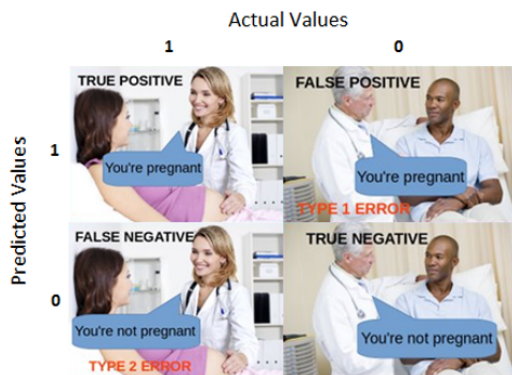 Actual Values
1
0
Predicted Values
1
TRUE POSITIVE
You're pregnant
FALSE POSITIVE
You're pregnant
TYPE 1 ERROR
0
FALSE NEGATIVE
You're not pregnant
TYPE 2 ERROR
TRUE NEGATIVE
You're not pregnant